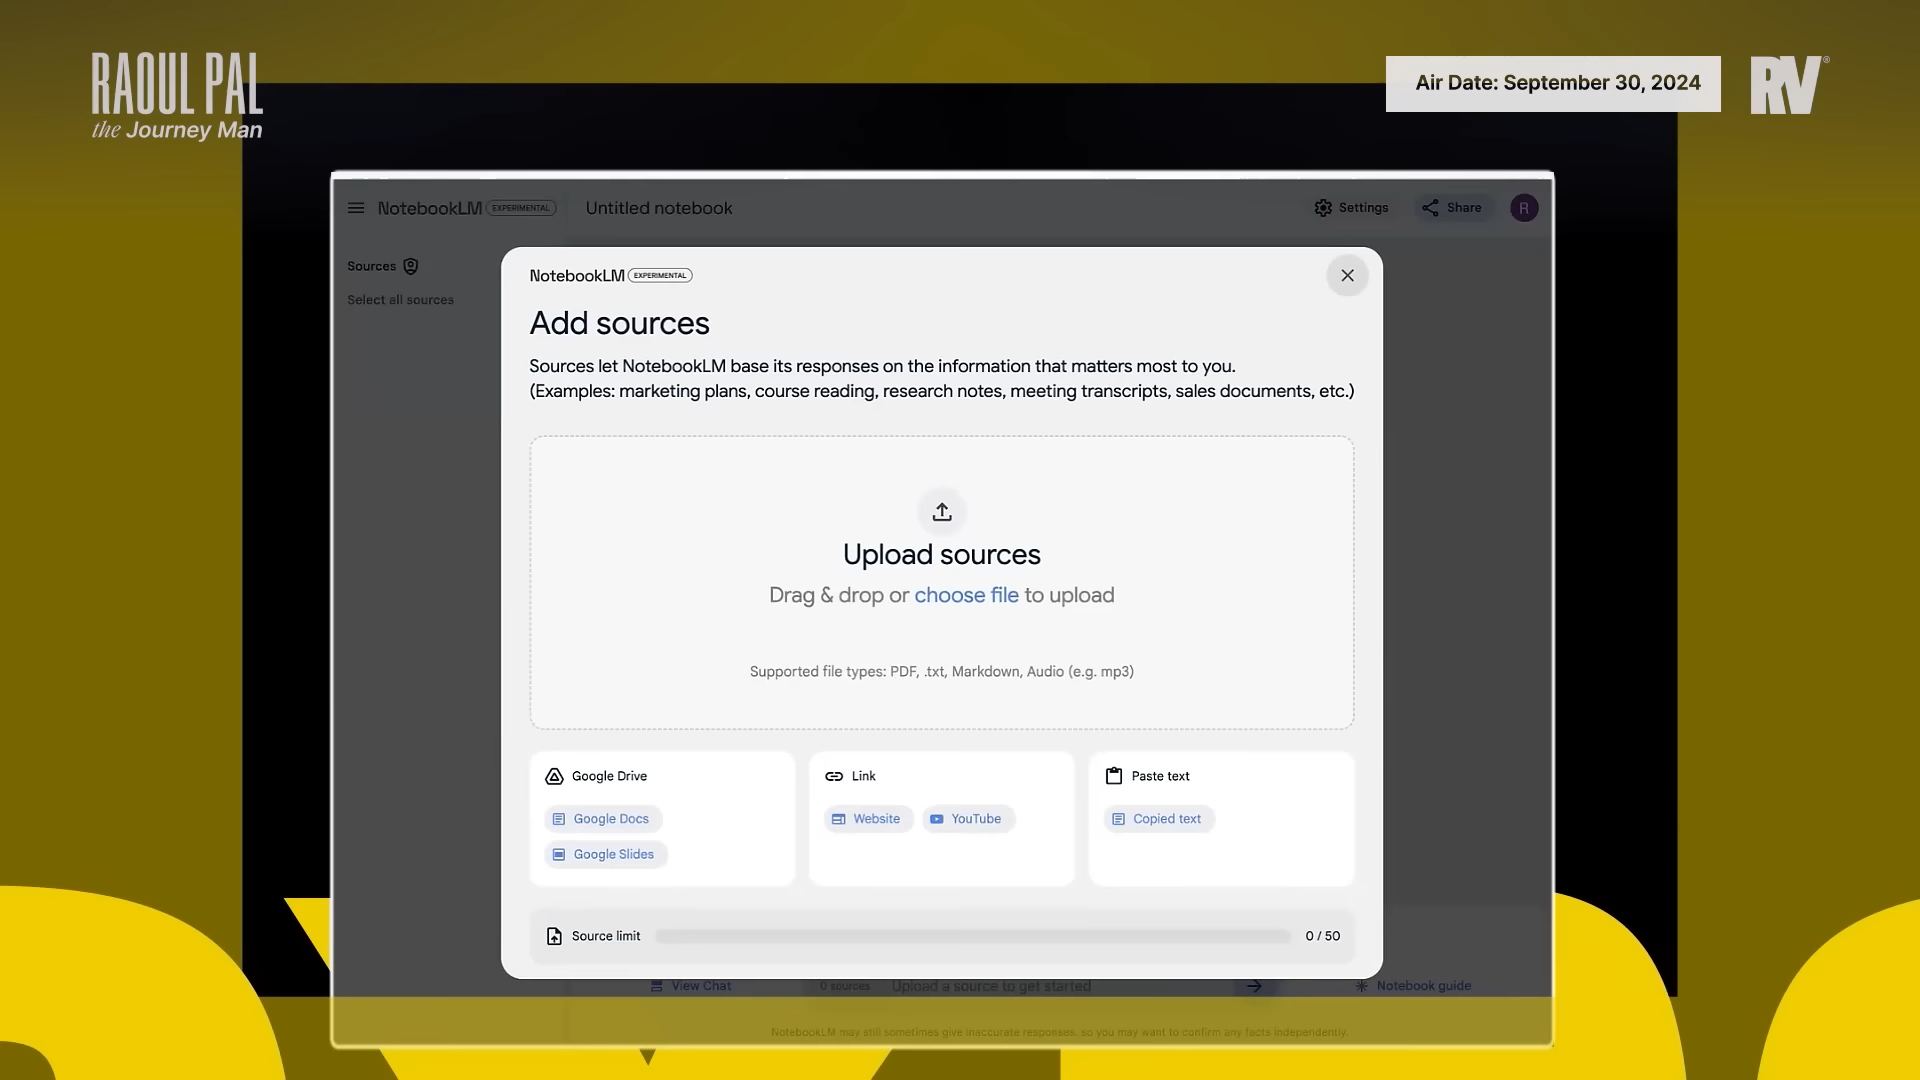 RAOUL PAL
the Journey Man
Air Date: September 30, 2024
RV®
NotebookLM EXPERIMENTAL
Untitled notebook
Settings
Share
R
Sources
Select all sources
NotebookLM EXPERIMENTAL
Add sources
Sources let NotebookLM base its responses on the information that matters most to you.
(Examples: marketing plans, course reading, research notes, meeting transcripts, sales documents, etc.)
Upload sources
Drag & drop or choose file to upload
Supported file types: PDF, .txt, Markdown, Audio (e.g. mp3)
Google Drive
Google Docs
Google Slides
Link
Website
YouTube
Paste text
Copied text
Source limit
0 / 50
View Chat
0 sources
Upload a source to get started
Notebook guide
NotebookLM may still sometimes give inaccurate responses, so you may want to confirm any facts independently.